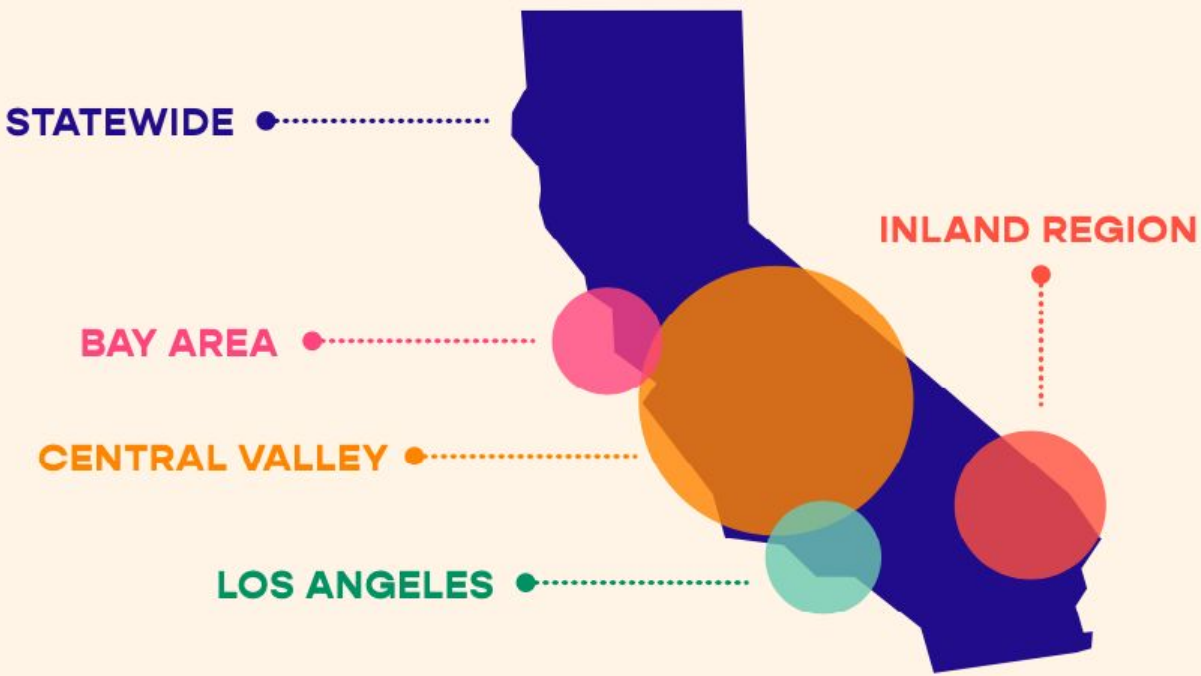 STATEWIDE
INLAND REGION
BAY AREA
CENTRAL VALLEY
LOS ANGELES